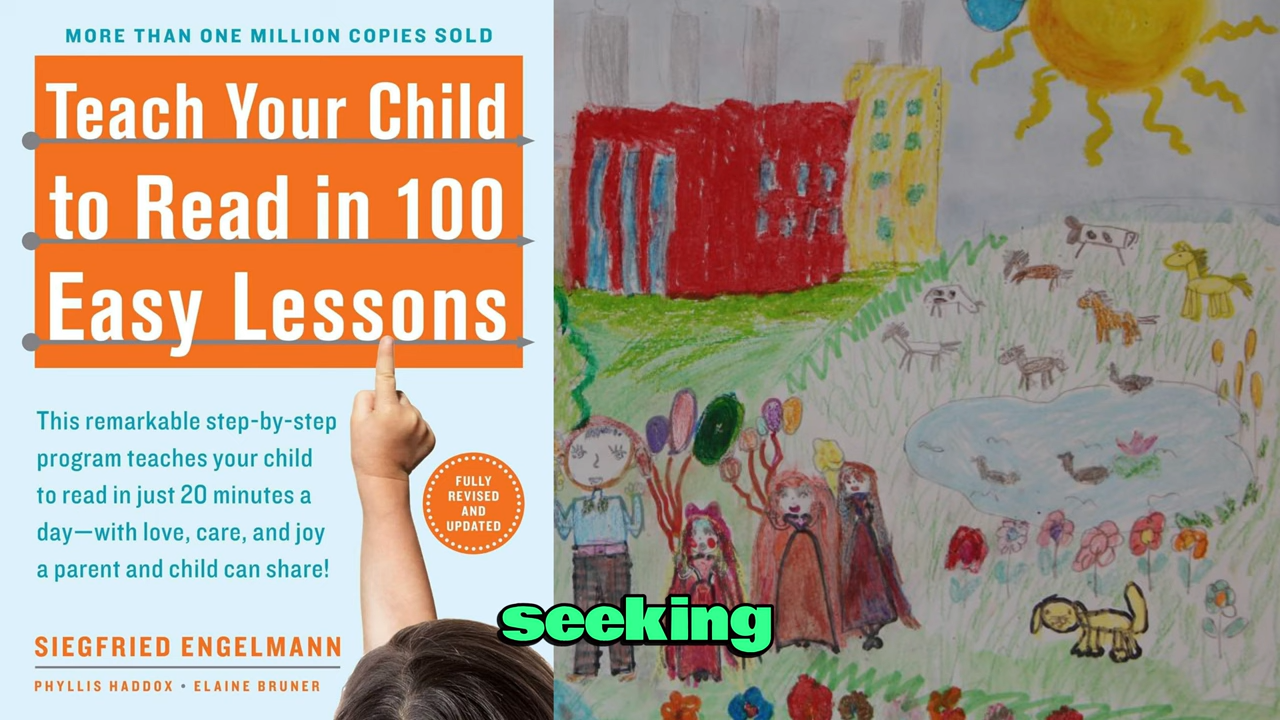 MORE THAN ONE MILLION COPIES SOLD
Teach Your Child
to Read in 100
Easy Lessons
This remarkable step-by-step
program teaches your child
to read in just 20 minutes a
day—with love, care, and joy
a parent and child can share!
FULLY
REVISED
AND
UPDATED
SIEGFRIED ENGELMANN
PHYLLIS HADDOX • ELAINE BRUNER
seeking